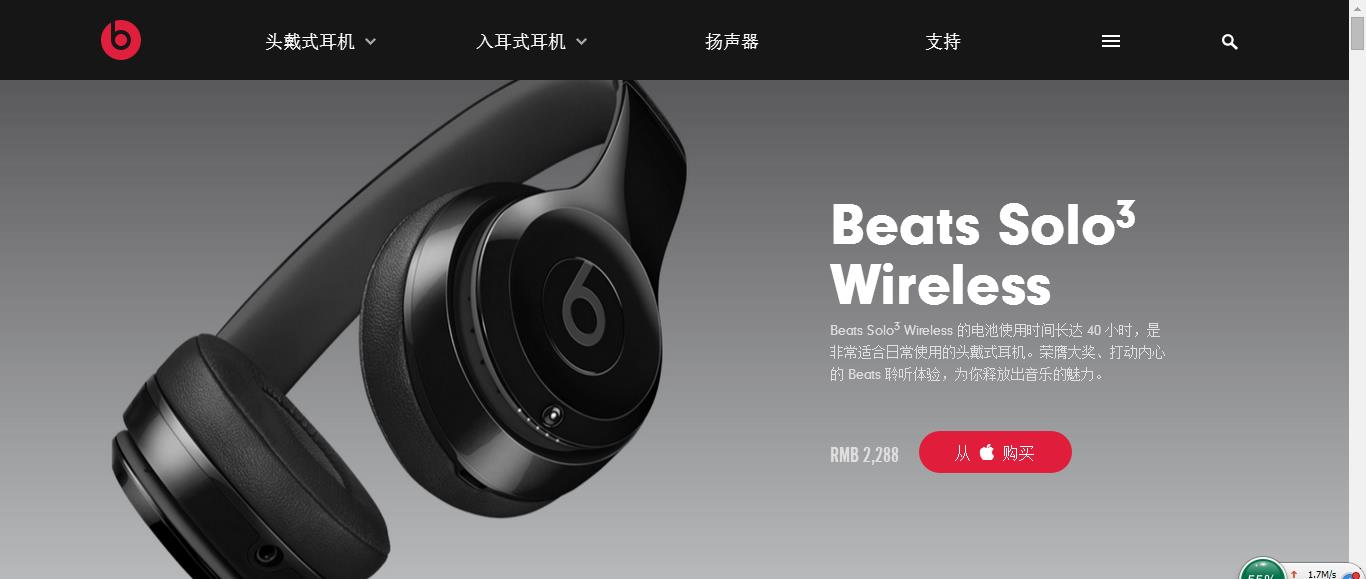 头戴式耳机
入耳式耳机
扬声器
支持
Beats Solo³
Wireless
Beats Solo³ Wireless 的电池使用时间长达 40 小时，是
非常适合日常使用的头戴式耳机。荣膺大奖、打动内心
的 Beats 聆听体验，为你释放出音乐的魅力。
RMB 2,288
从 购买
55%
1.7M/s